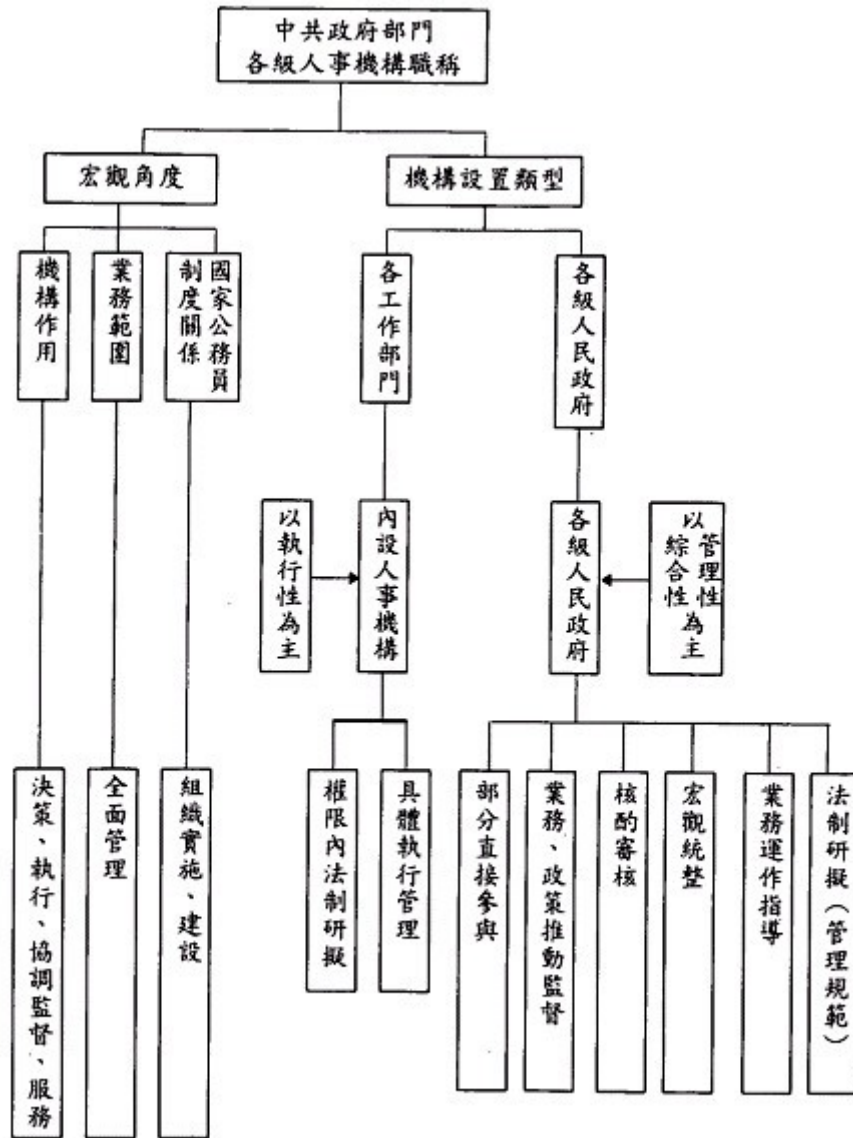 中共政府部門
各級人事機構職稱
宏觀角度
機構設置類型
機構作用
業務範圍
國家公務員
制度關係
各工作部門
各級人民政府
以執行性為主
內設人事機構
各級人民政府
以管理性
綜合性為主
決策、執行、協調監督、服務
全面管理
組織實施、建設
權限內法制研擬
具體執行管理
部分直接參與
業務、政策推動監督
核酌審核
宏觀統整
業務運作指導
法制研擬（管理規範）